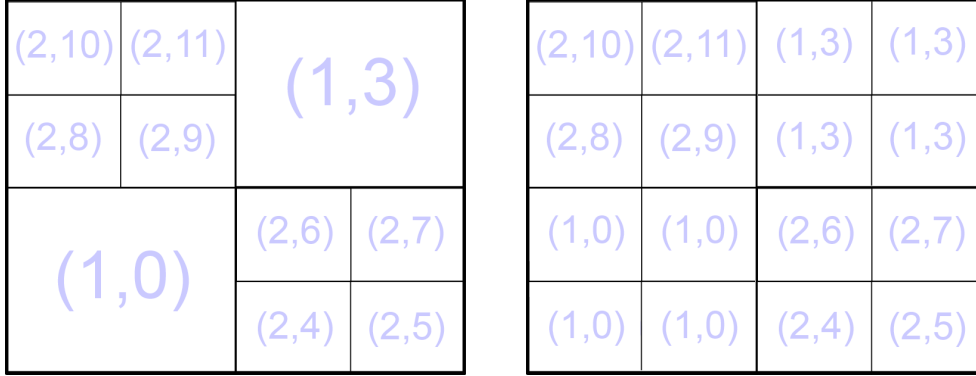 (2,10) (2,11) (1,3)
(2,8) (2,9)
(1,0) (2,6) (2,7)
(2,4) (2,5)
(2,10) (2,11) (1,3) (1,3)
(2,8) (2,9) (1,3) (1,3)
(1,0) (1,0) (2,6) (2,7)
(1,0) (1,0) (2,4) (2,5)